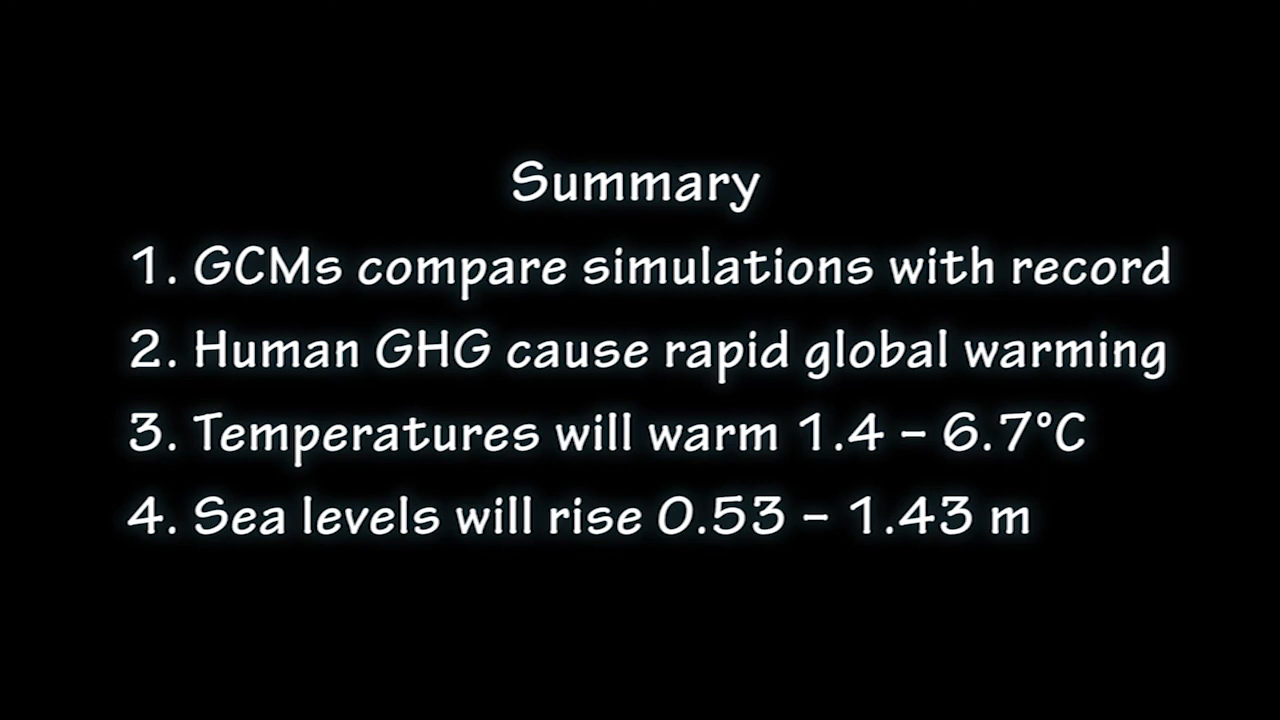 Summary
1. GCMs compare simulations with record
2. Human GHG cause rapid global warming
3. Temperatures will warm 1.4 – 6.7°C
4. Sea levels will rise 0.53 – 1.43 m